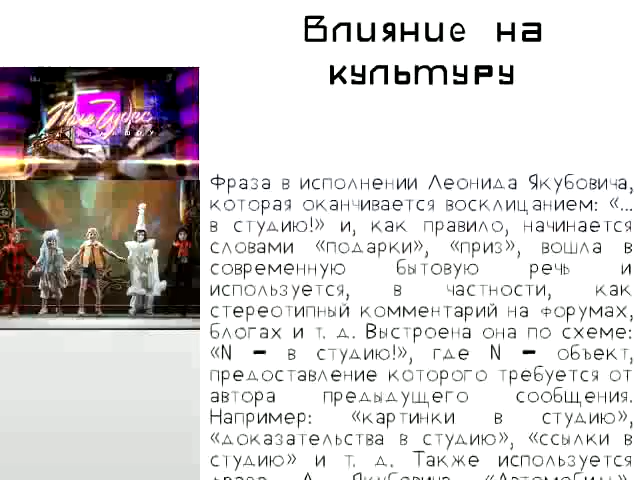 Влияние на
культуру
Поле Чудес
Фраза в исполнении Леонида Якубовича,
которая оканчивается восклицанием: «...
в студию!» и, как правило, начинается
словами «подарки», «приз», вошла в
современную бытовую речь и
используется, в частности, как
стереотипный комментарий на форумах,
блогах и т. д. Выстроена она по схеме:
«N – в студию!», где N – объект,
предоставление которого требуется от
автора предыдущего сообщения.
Например: «картинки в студию»,
«доказательства в студию», «ссылки в
студию» и т. д. Также используется